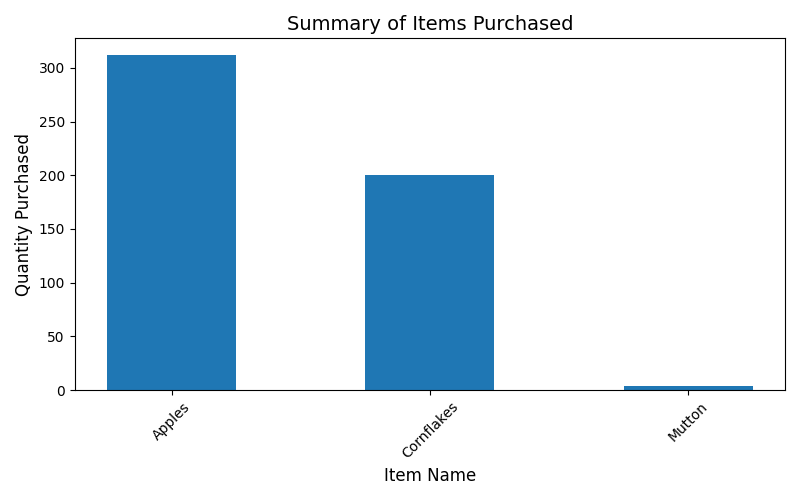 Summary of Items Purchased
Quantity Purchased
300
250
200
150
100
50
0
Apples
Cornflakes
Mutton
Item Name